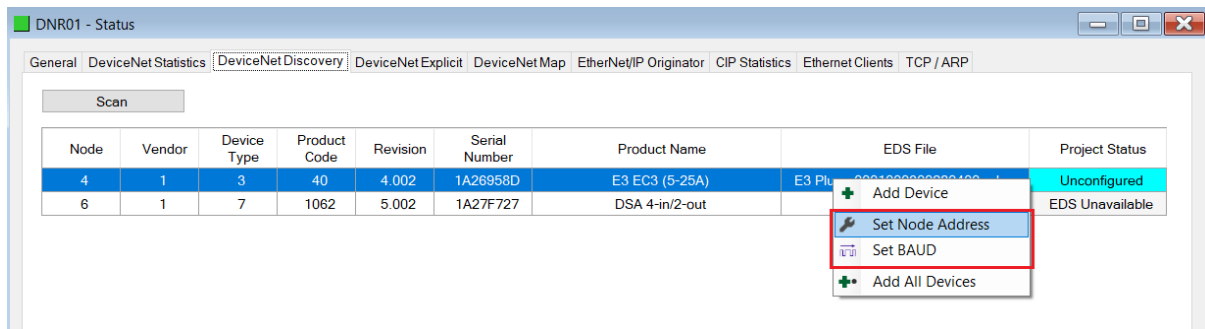 DNR01 - Status
General DeviceNet Statistics DeviceNet Discovery DeviceNet Explicit DeviceNet Map EtherNet/IP Originator CIP Statistics Ethernet Clients TCP / ARP
Scan
Node Vendor Device Type Product Code Revision Serial Number Product Name EDS File Project Status
4 1 3 40 4.002 1A26958D E3 EC3 (5-25A) E3 Unconfigured
6 1 7 1062 5.002 1A27F727 DSA 4-in/2-out EDS Unavailable
Add Device
Set Node Address
Set BAUD
Add All Devices